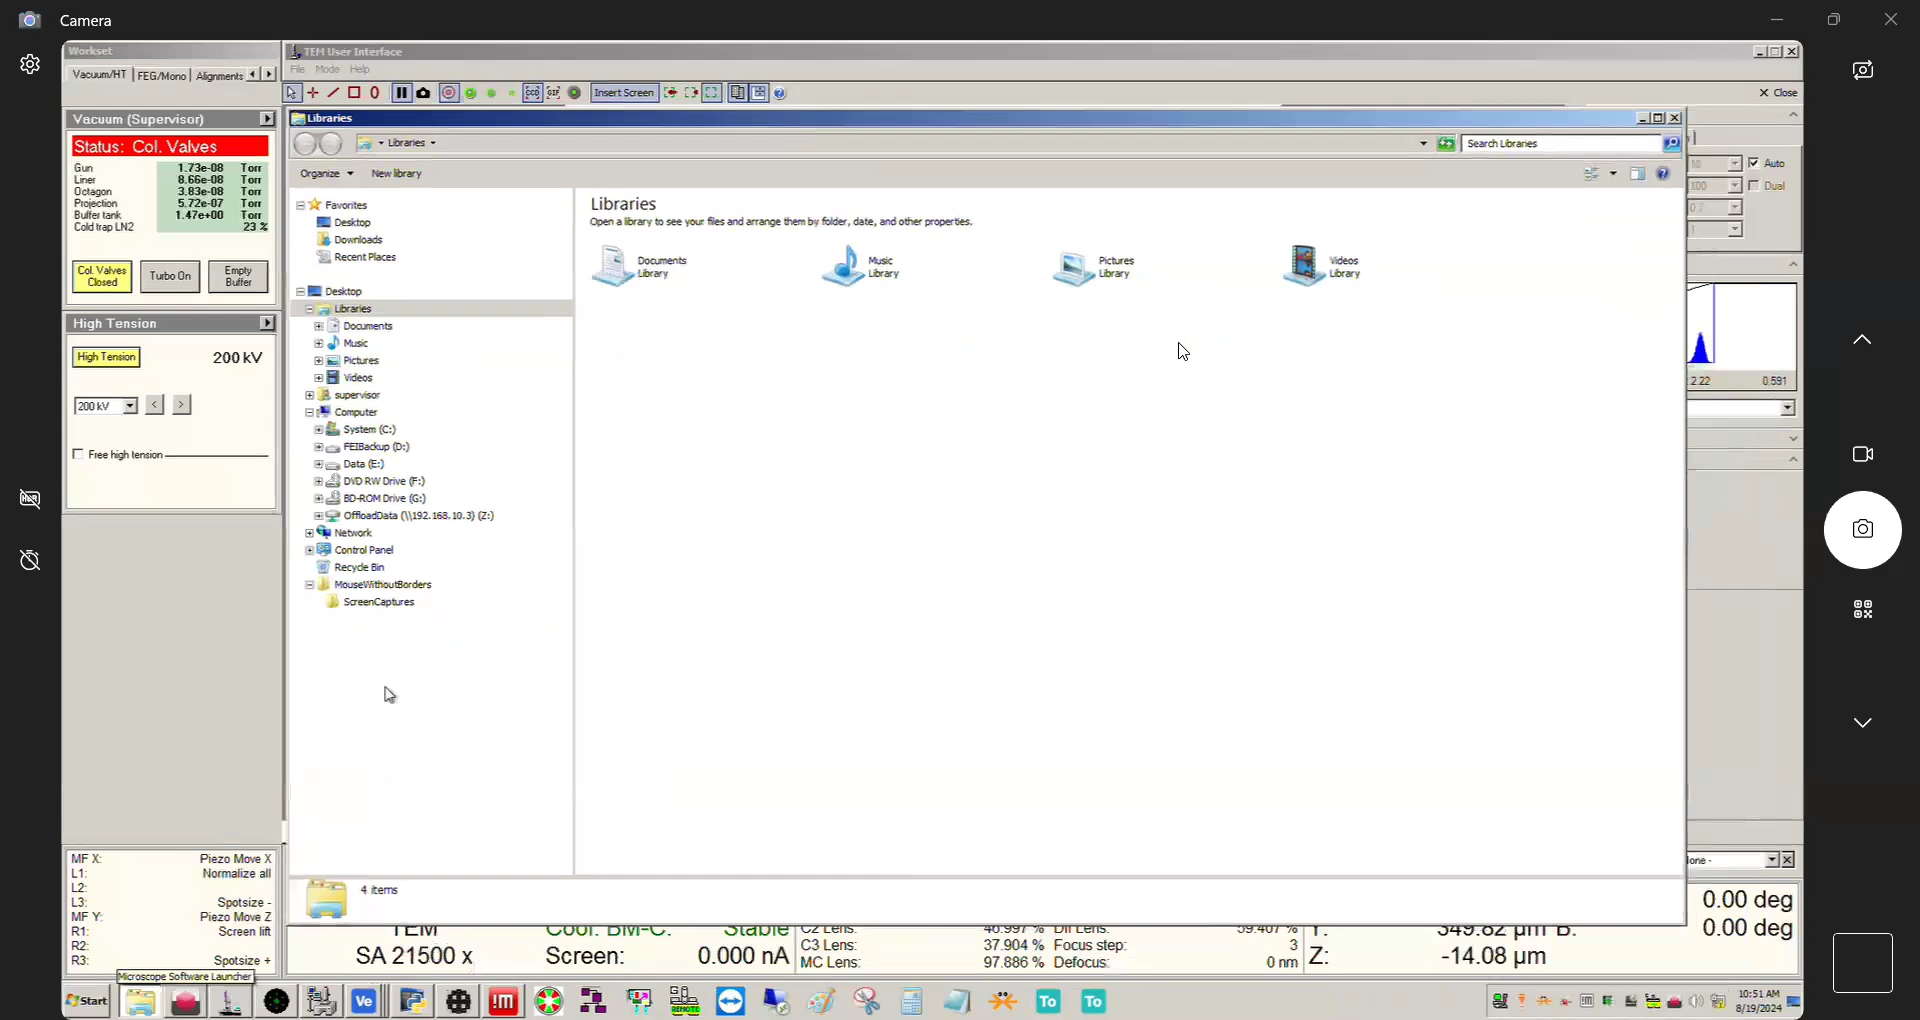 Camera
Workset
TEM User Interface
Vacuum/HT
FEG/Mono
Alignments
File Mode Help
Insert Screen
Close
Vacuum (Supervisor)
Status: Col. Valves
Gun 1.73e-08 Torr
Liner 8.66e-08 Torr
Octagon 3.83e-08 Torr
Projection 5.72e-07 Torr
Buffer tank 1.47e+00 Torr
Cold trap LN2 23 %
Col. Valves
Closed
Turbo On
Empty
Buffer
High Tension
High Tension
200 kV
200 kV
Free high tension
Libraries
Libraries
Search Libraries
Organize
New library
Favorites
Desktop
Downloads
Recent Places
Desktop
Libraries
Documents
Music
Pictures
Videos
supervisor
Computer
System (C:)
FEIBackup (D:)
Data (E:)
DVD RW Drive (F:)
BD-ROM Drive (G:)
OffloadData (\\192.168.10.3) (Z:)
Network
Control Panel
Recycle Bin
MouseWithoutBorders
ScreenCaptures
Libraries
Open a library to see your files and arrange them by folder, date, and other properties.
Documents
Library
Music
Library
Pictures
Library
Videos
Library
4 items
Auto
Dual
2.22
0.591
MF X: Piezo Move X
L1: Normalize all
L2:
L3: Spotsize -
MF Y: Piezo Move Z
R1: Screen lift
R2:
R3: Spotsize +
Microscope Software Launcher
TEM
SA 21500 x
Stable
Screen: 0.000 nA
C2 Lens:
C3 Lens: 37.904 %
MC Lens: 97.886 %
Focus step: 3
Defocus: 0 nm
Z: -14.08 µm
0.00 deg
0.00 deg
Start
Ve
REMOTE
To
To
10:51 AM
8/19/2024